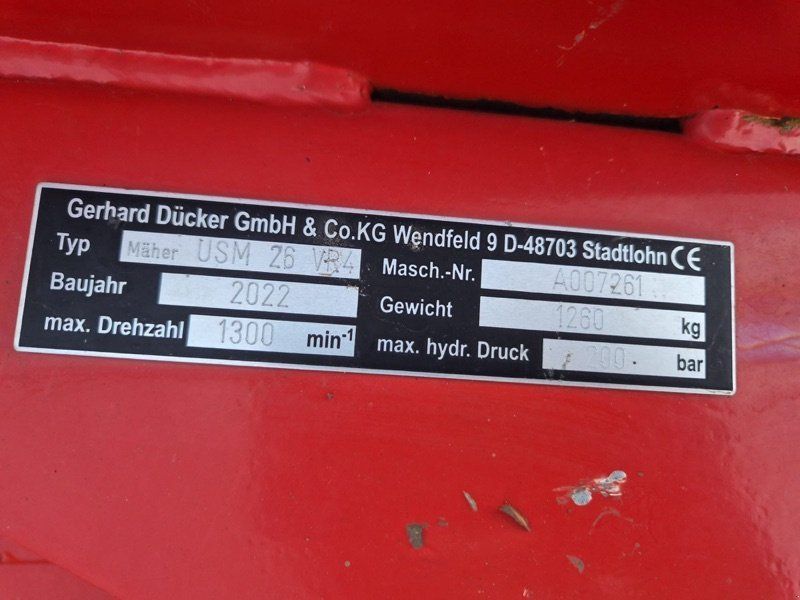 Gerhard Dücker GmbH & Co.KG Wendfeld 9 D-48703 Stadtlohn CE
Typ Mäher USM 26 VR4
Baujahr 2022
max. Drehzahl 1300 min-1
Masch.-Nr. A007261
Gewicht 1260 kg
max. hydr. Druck 200 bar